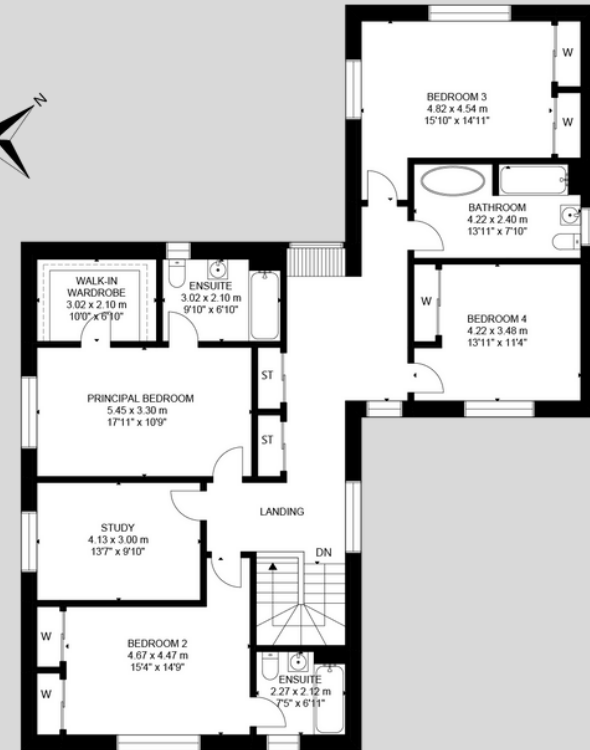 N
BEDROOM 3
4.82 x 4.54 m
15'10" x 14'11"
W
W
BATHROOM
4.22 x 2.40 m
13'11" x 7'10"
WALK-IN
WARDROBE
3.02 x 2.10 m
10'0" x 6'10"
ENSUITE
3.02 x 2.10 m
9'10" x 6'10"
W
BEDROOM 4
4.22 x 3.48 m
13'11" x 11'4"
ST
PRINCIPAL BEDROOM
5.45 x 3.30 m
17'11" x 10'9"
ST
LANDING
STUDY
4.13 x 3.00 m
13'7" x 9'10"
DN
W
BEDROOM 2
4.67 x 4.47 m
15'4" x 14'9"
W
ENSUITE
2.27 x 2.12 m
7'5" x 6'11"